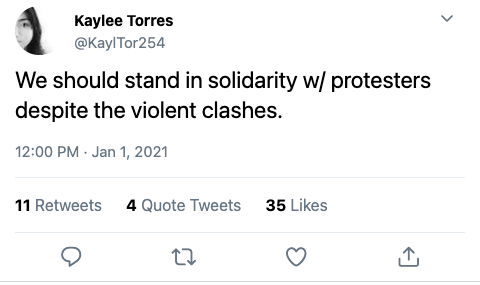 Kaylee Torres
@KaylTor254
We should stand in solidarity w/ protesters
despite the violent clashes.
12:00 PM · Jan 1, 2021
11 Retweets 4 Quote Tweets 35 Likes